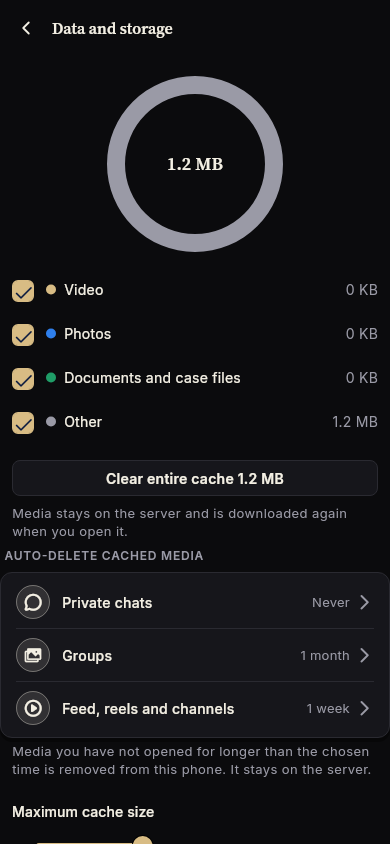 Data and storage
1.2 MB
Video 0 KB
Photos 0 KB
Documents and case files 0 KB
Other 1.2 MB
Clear entire cache 1.2 MB
Media stays on the server and is downloaded again
when you open it.
AUTO-DELETE CACHED MEDIA
Private chats Never
Groups 1 month
Feed, reels and channels 1 week
Media you have not opened for longer than the chosen
time is removed from this phone. It stays on the server.
Maximum cache size